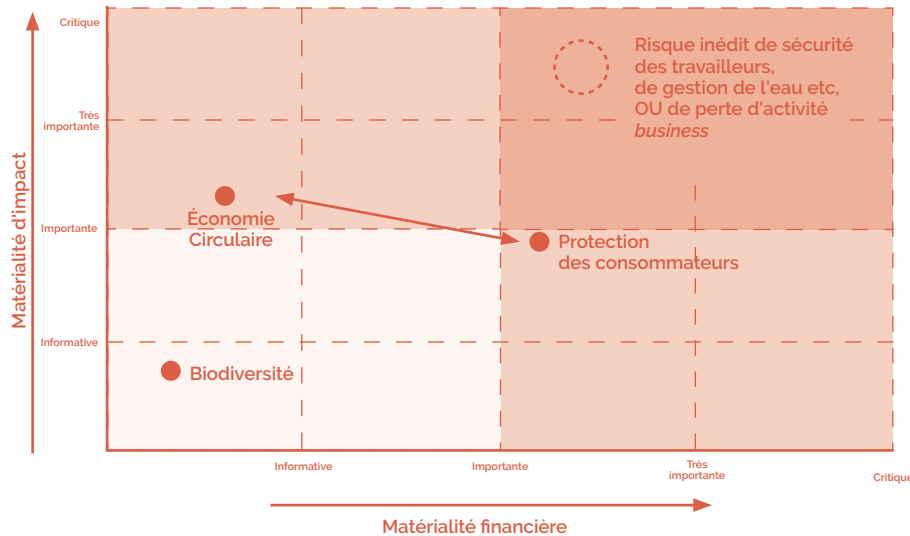 Critique
Risque inédit de sécurité
des travailleurs,
de gestion de l'eau etc,
OU de perte d'activité
business
Très
importante
Matérialité d'impact
Économie
Circulaire
Importante
Protection
des consommateurs
Informative
Biodiversité
Informative
Importante
Très
importante
Critique
Matérialité financière